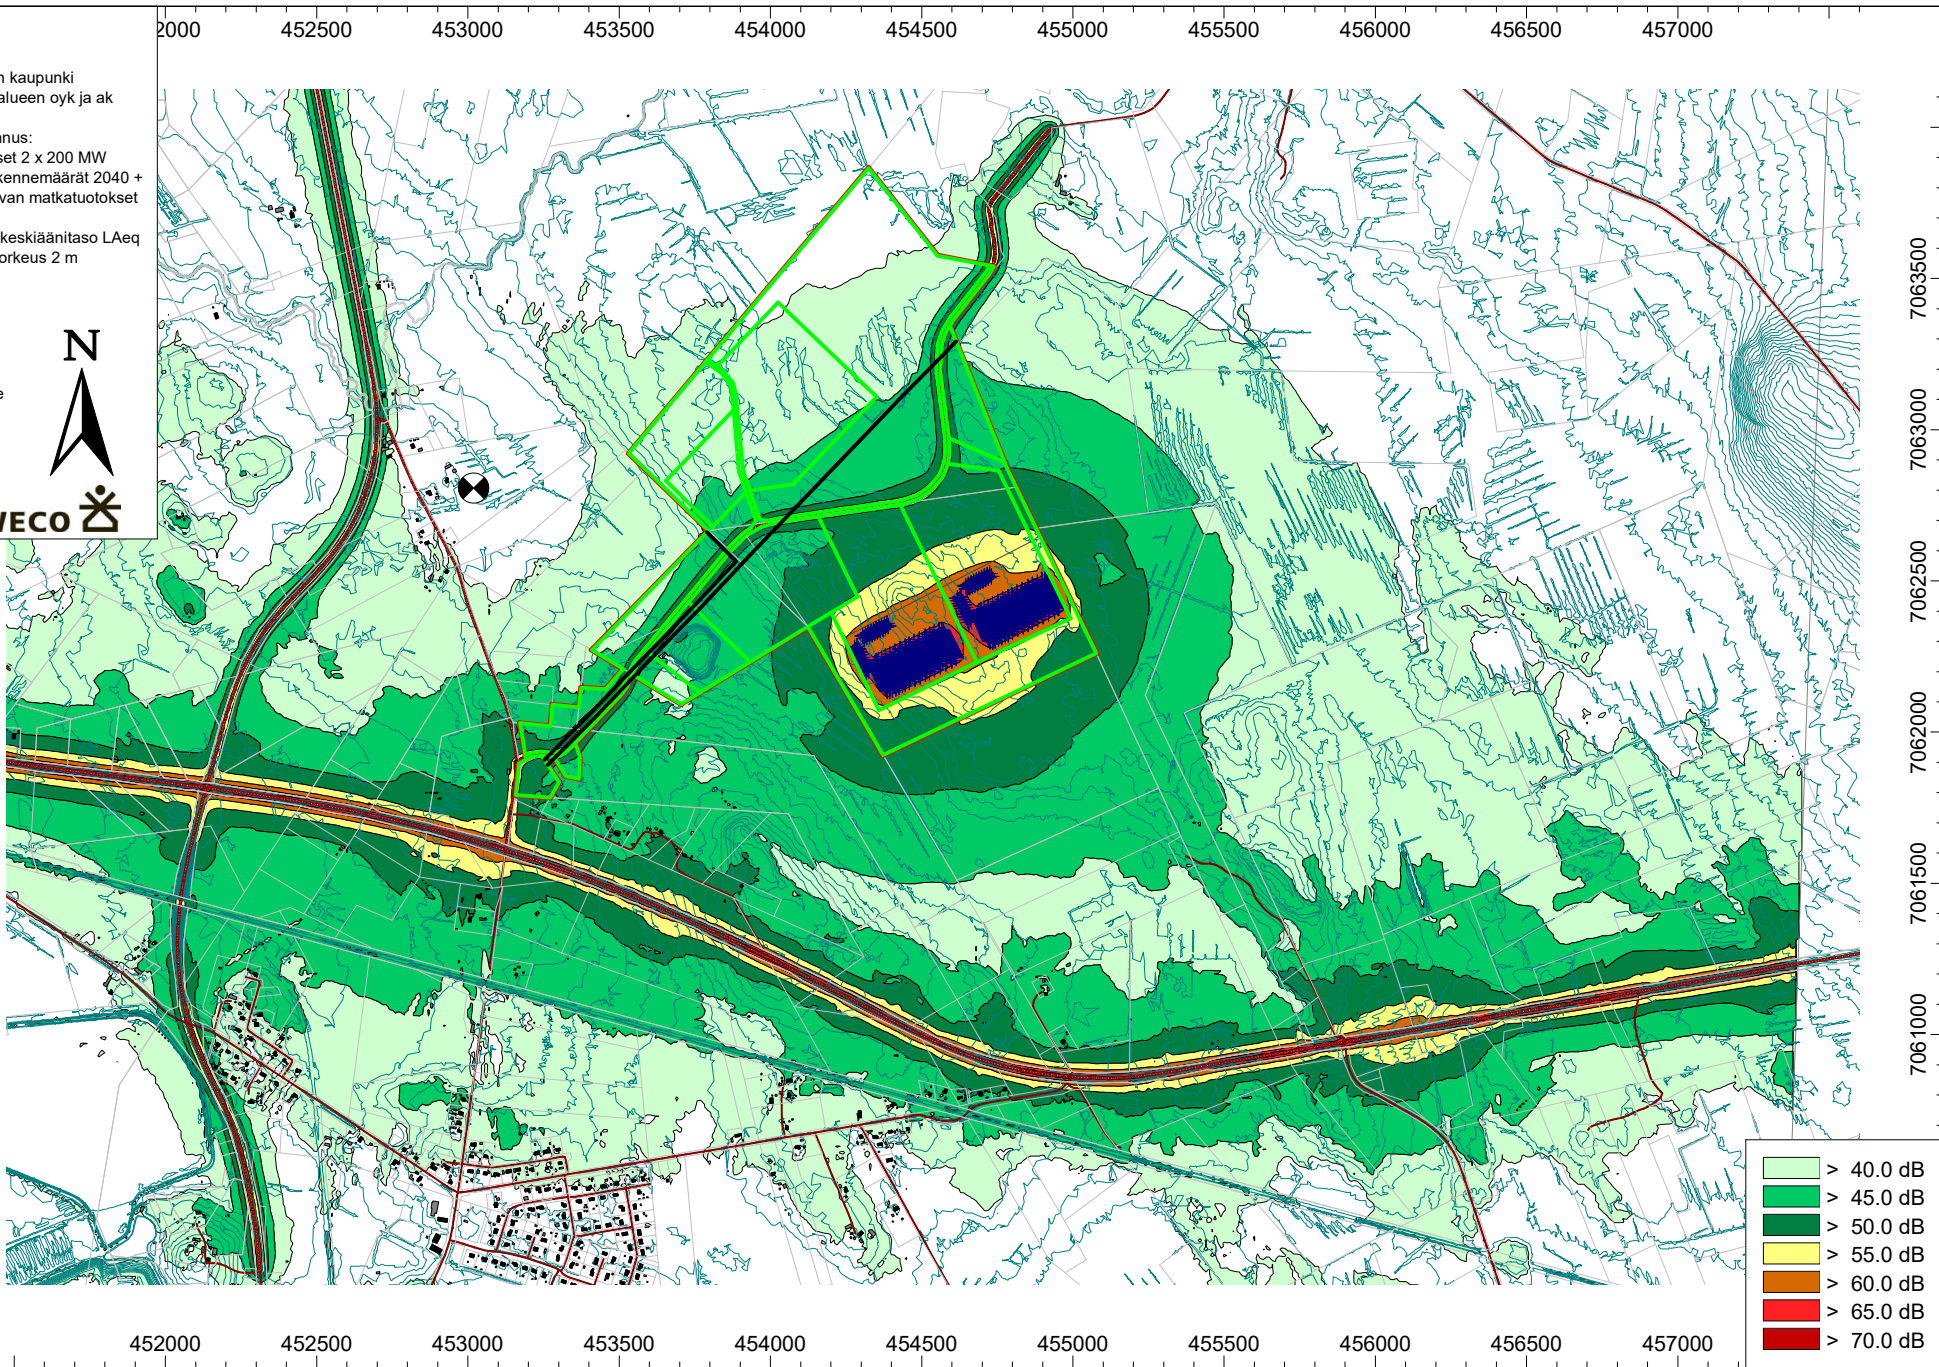 2000 452500 453000 453500 454000 454500 455000 455500 456000 456500 457000
n kaupunki
alueen oyk ja ak
nus:
set 2 x 200 MW
kennemäärät 2040 +
van matkatuotokset
keskiäänitaso LAeq
orkeus 2 m
N
e
WECO
7063500
7063000
7062500
7062000
7061500
7061000
> 40.0 dB
> 45.0 dB
> 50.0 dB
> 55.0 dB
> 60.0 dB
> 65.0 dB
> 70.0 dB
452000 452500 453000 453500 454000 454500 455000 455500 456000 456500 457000